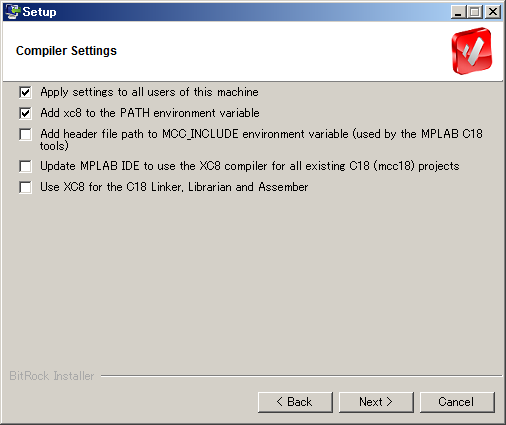 Setup
Compiler Settings
Apply settings to all users of this machine
Add xc8 to the PATH environment variable
Add header file path to MCC_INCLUDE environment variable (used by the MPLAB C18
tools)
Update MPLAB IDE to use the XC8 compiler for all existing C18 (mcc18) projects
Use XC8 for the C18 Linker, Librarian and Assember
BitRock Installer
< Back
Next >
Cancel